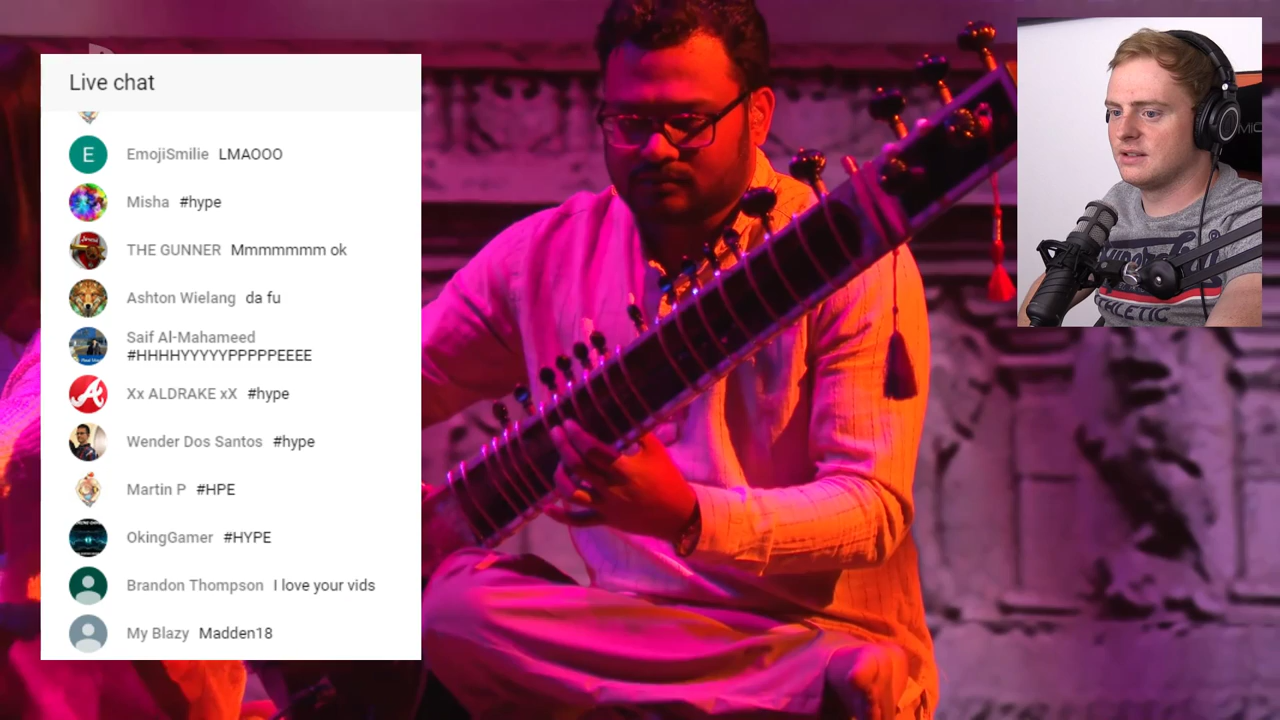 Live chat
EmojiSmilie LMAOOO
Misha #hype
THE GUNNER Mmmmmmm ok
Ashton Wielang da fu
Saif Al-Mahameed
#HHHHYYYYYPPPPPEEEE
Xx ALDRAKE xX #hype
Wender Dos Santos #hype
Martin P #HPE
OkingGamer #HYPE
Brandon Thompson I love your vids
My Blazy Madden18
E
ATHLETIC